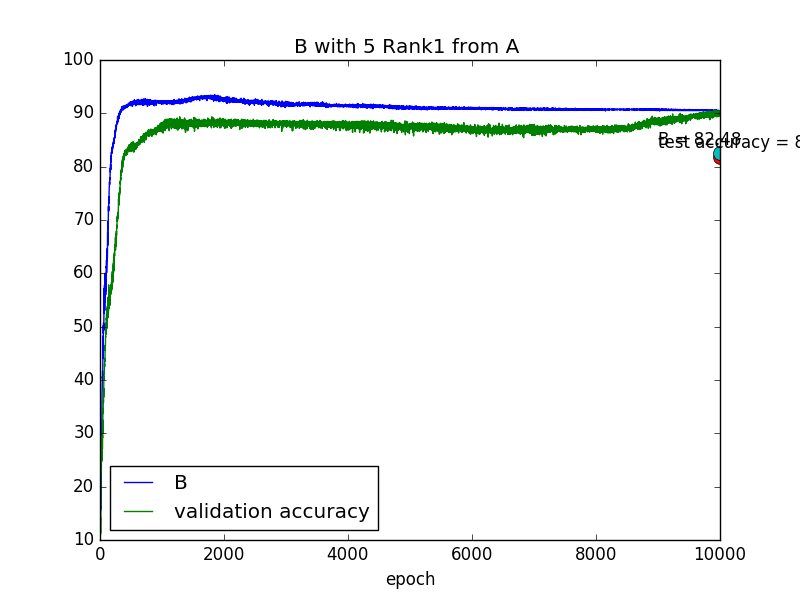 B with 5 Rank1 from A
100
90
80
70
60
50
40
30
20
10
B = 82.48
test accuracy = 8
B
validation accuracy
0
2000
4000
6000
8000
10000
epoch